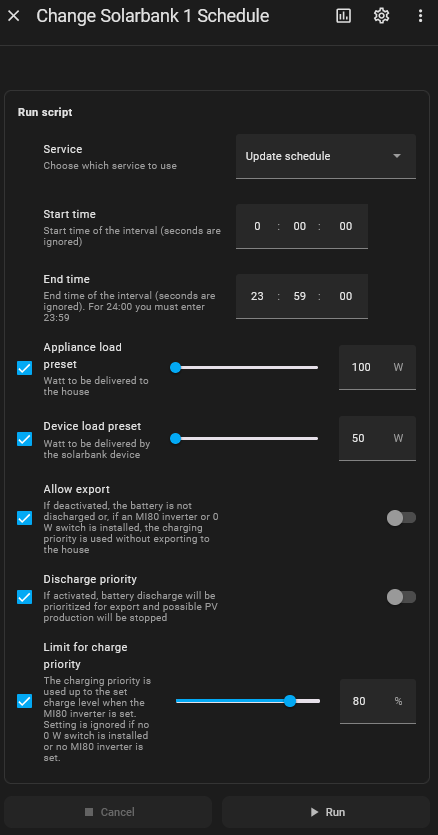 Change Solarbank 1 Schedule
Run script
Service
Choose which service to use
Update schedule
Start time
Start time of the interval (seconds are
ignored)
0 : 00 : 00
End time
End time of the interval (seconds are
ignored). For 24:00 you must enter
23:59
23 : 59 : 00
Appliance load
preset
Watt to be delivered to
the house
100 W
Device load preset
Watt to be delivered by
the solarbank device
50 W
Allow export
If deactivated, the battery is not
discharged or, if an MI80 inverter or 0
W switch is installed, the charging
priority is used without exporting to
the house
Discharge priority
If activated, battery discharge will be
prioritized for export and possible PV
production will be stopped
Limit for charge
priority
The charging priority is
used up to the set
charge level when the
MI80 inverter is set.
Setting is ignored if no
0 W switch is installed
or no MI80 inverter is
set.
80 %
Cancel
Run